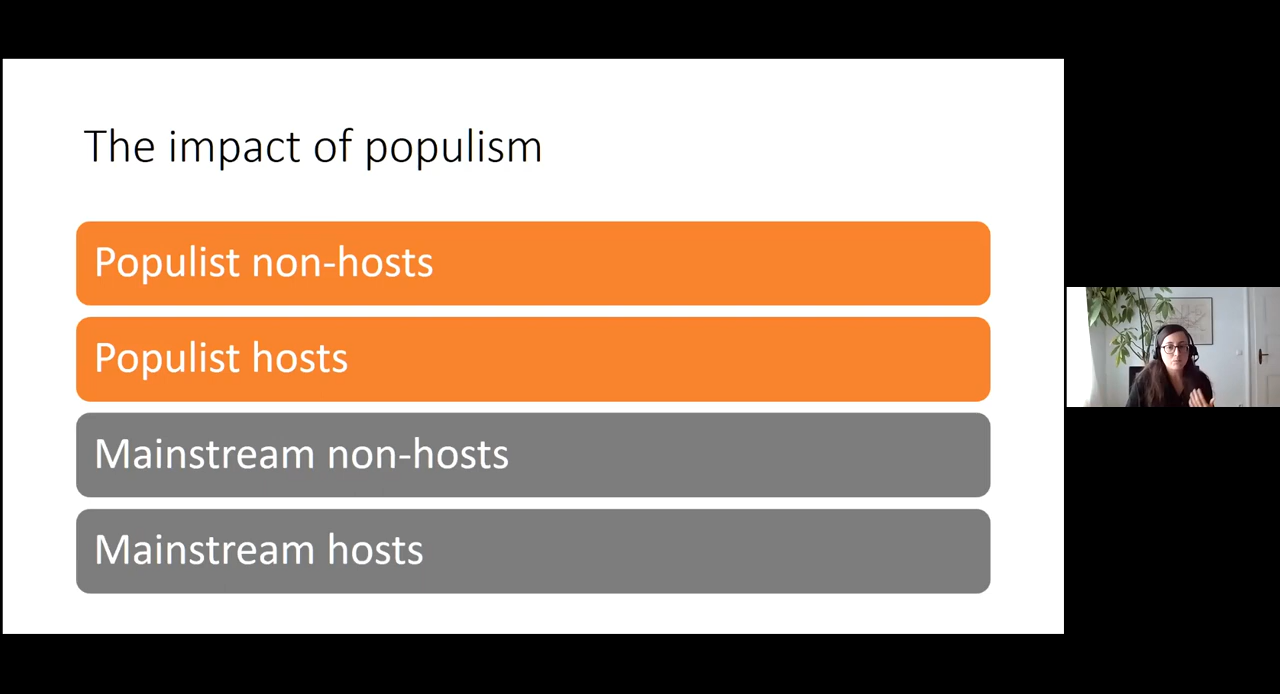 The impact of populism
Populist non-hosts
Populist hosts
Mainstream non-hosts
Mainstream hosts